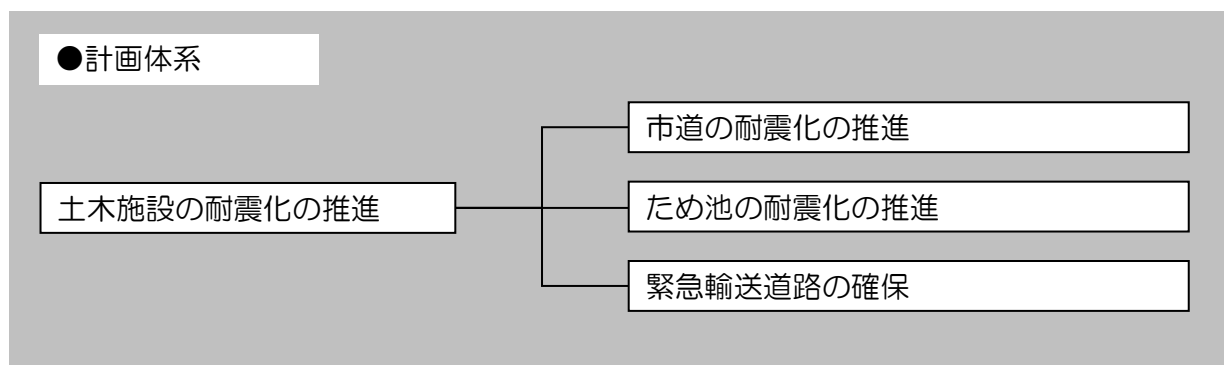 ●計画体系
市道の耐震化の推進
土木施設の耐震化の推進
ため池の耐震化の推進
緊急輸送道路の確保